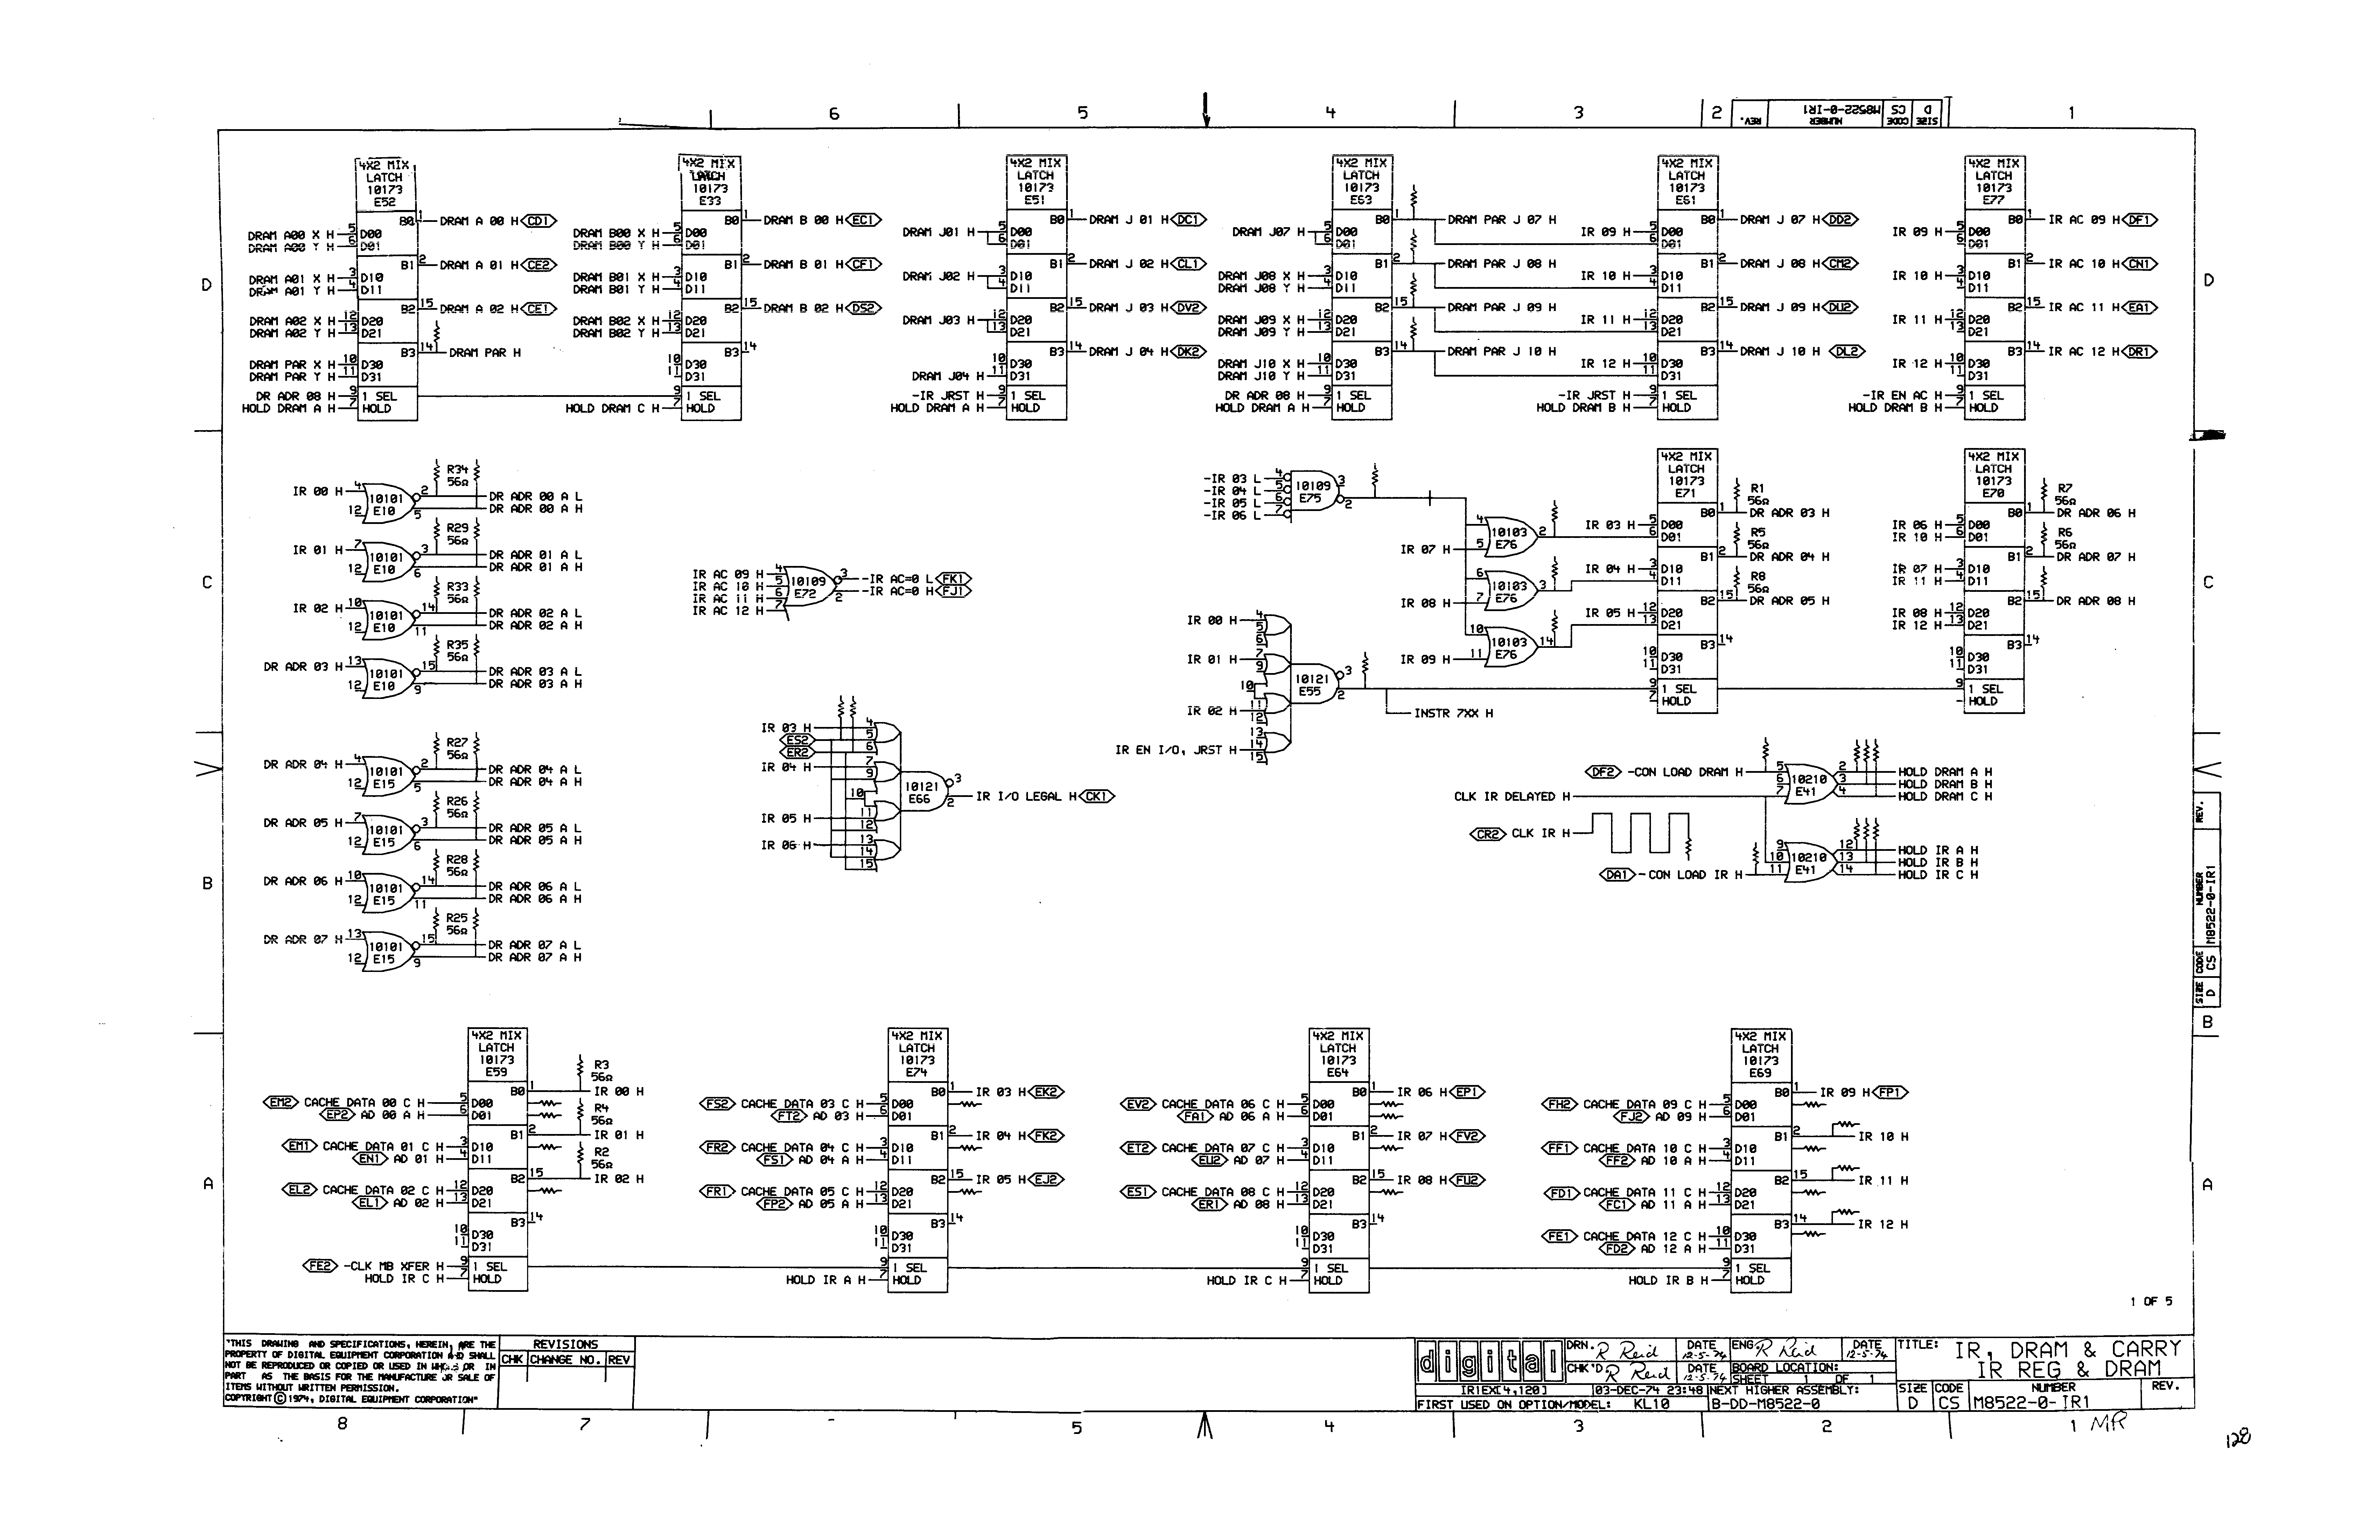 6 5 4 3 2 1
REV. NUMBER M8522-0-IR1 CODE CS SIZE D
4X2 MIX
LATCH
10173
E52
DRAM A00 X H 5 D00 B0 1 DRAM A 00 H CD1
DRAM A00 Y H 6 D01
DRAM A01 X H 3 D10 B1 2 DRAM A 01 H CE2
DRAM A01 Y H 4 D11
DRAM A02 X H 12 D20 B2 15 DRAM A 02 H CE1
DRAM A02 Y H 13 D21
DRAM PAR X H 10 D30 B3 14 DRAM PAR H
DRAM PAR Y H 11 D31
DR ADR 08 H 9 1 SEL
HOLD DRAM A H 7 HOLD
4X2 MIX
LATCH
10173
E33
DRAM B00 X H 5 D00 B0 1 DRAM B 00 H EC1
DRAM B00 Y H 6 D01
DRAM B01 X H 3 D10 B1 2 DRAM B 01 H CF1
DRAM B01 Y H 4 D11
DRAM B02 X H 12 D20 B2 15 DRAM B 02 H DS2
DRAM B02 Y H 13 D21
10 D30 B3 14
11 D31
9 1 SEL
HOLD DRAM C H 7 HOLD
4X2 MIX
LATCH
10173
E51
DRAM J01 H 5 D00 B0 1 DRAM J 01 H DC1
6 D01
DRAM J02 H 3 D10 B1 2 DRAM J 02 H CL1
4 D11
DRAM J03 H 12 D20 B2 15 DRAM J 03 H DV2
13 D21
10 D30 B3 14 DRAM J 04 H DK2
DRAM J04 H 11 D31
-IR JRST H 9 1 SEL
HOLD DRAM A H 7 HOLD
4X2 MIX
LATCH
10173
E63
DRAM J07 H 5 D00 B0 1 DRAM PAR J 07 H
6 D01
DRAM J08 X H 3 D10 B1 2 DRAM PAR J 08 H
DRAM J08 Y H 4 D11
DRAM J09 X H 12 D20 B2 15 DRAM PAR J 09 H
DRAM J09 Y H 13 D21
DRAM J10 X H 10 D30 B3 14 DRAM PAR J 10 H
DRAM J10 Y H 11 D31
DR ADR 08 H 9 1 SEL
HOLD DRAM A H 7 HOLD
4X2 MIX
LATCH
10173
E61
IR 09 H 5 D00 B0 1 DRAM J 07 H DD2
6 D01
IR 10 H 3 D10 B1 2 DRAM J 08 H CM2
4 D11
IR 11 H 12 D20 B2 15 DRAM J 09 H DU2
13 D21
IR 12 H 10 D30 B3 14 DRAM J 10 H DL2
11 D31
-IR JRST H 9 1 SEL
HOLD DRAM B H 7 HOLD
4X2 MIX
LATCH
10173
E77
IR 09 H 5 D00 B0 1 IR AC 09 H DF1
6 D01
IR 10 H 3 D10 B1 2 IR AC 10 H CN1
4 D11
IR 11 H 12 D20 B2 15 IR AC 11 H EA1
13 D21
IR 12 H 10 D30 B3 14 IR AC 12 H DR1
11 D31
-IR EN AC H 9 1 SEL
HOLD DRAM B H 7 HOLD
D D
R34 56Ω
IR 00 H 4 12 10101 E10 2 DR ADR 00 A L
5 DR ADR 00 A H
R29 56Ω
IR 01 H 7 12 10101 E10 3 DR ADR 01 A L
6 DR ADR 01 A H
R33 56Ω
IR 02 H 10 12 10101 E10 14 DR ADR 02 A L
11 DR ADR 02 A H
R35 56Ω
DR ADR 03 H 13 12 10101 E10 15 DR ADR 03 A L
9 DR ADR 03 A H
R27 56Ω
DR ADR 04 H 4 12 10101 E15 2 DR ADR 04 A L
5 DR ADR 04 A H
R26 56Ω
DR ADR 05 H 7 12 10101 E15 3 DR ADR 05 A L
6 DR ADR 05 A H
R28 56Ω
DR ADR 06 H 10 12 10101 E15 14 DR ADR 06 A L
11 DR ADR 06 A H
R25 56Ω
DR ADR 07 H 13 12 10101 E15 15 DR ADR 07 A L
9 DR ADR 07 A H
IR AC 09 H 4 10109 E72 3 -IR AC=0 L FK1
IR AC 10 H 5 2 -IR AC=0 H FJ1
IR AC 11 H 6
IR AC 12 H 7
IR 03 H 4
ES2 5
ER2 6
IR 04 H 7
9
10 10121 E66 3
IR 05 H 11 2 IR I/O LEGAL H CK1
12
IR 06 H 13
14
15
-IR 03 L 4 10109 E75 3
-IR 04 L 5 2
-IR 05 L 6
-IR 06 L 7
IR 07 H 4 5 10103 E76 2
IR 08 H 6 7 10103 E76 3
IR 09 H 10 11 10103 E76 14
IR 00 H 4 5 6
IR 01 H 7 9
10 10121 E55 3 2
IR 02 H 11 12
IR EN I/O, JRST H 13 14 15
INSTR 7XX H
4X2 MIX
LATCH
10173
E71
IR 03 H 5 D00 B0 1 DR ADR 03 H R1 56Ω
6 D01
IR 04 H 3 D10 B1 2 DR ADR 04 H R5 56Ω
4 D11
IR 05 H 12 D20 B2 15 DR ADR 05 H R8 56Ω
13 D21
10 D30 B3 14
11 D31
9 1 SEL
7 HOLD
4X2 MIX
LATCH
10173
E70
IR 06 H 5 D00 B0 1 DR ADR 06 H R7 56Ω
IR 10 H 6 D01
IR 07 H 3 D10 B1 2 DR ADR 07 H R6 56Ω
IR 11 H 4 D11
IR 08 H 12 D20 B2 15 DR ADR 08 H
IR 12 H 13 D21
10 D30 B3 14
11 D31
9 1 SEL
HOLD
C C
DF2 -CON LOAD DRAM H 5 10210 E41 2 HOLD DRAM A H
6 3 HOLD DRAM B H
CLK IR DELAYED H 7 4 HOLD DRAM C H
CR2 CLK IR H
9 10210 E41 12 HOLD IR A H
10 13 HOLD IR B H
DA1 -CON LOAD IR H 11 14 HOLD IR C H
B B
REV.
NUMBER M8522-0-IR1
CODE CS
SIZE D
4X2 MIX
LATCH
10173
E59
EM2 CACHE DATA 00 C H 5 D00 B0 1 IR 00 H R3 56Ω
EP2 AD 00 A H 6 D01
EM1 CACHE DATA 01 C H 3 D10 B1 2 IR 01 H R4 56Ω
EN1 AD 01 H 4 D11
EL2 CACHE DATA 02 C H 12 D20 B2 15 IR 02 H R2 56Ω
EL1 AD 02 H 13 D21
10 D30 B3 14
11 D31
FE2 -CLK MB XFER H 9 1 SEL
HOLD IR C H 7 HOLD
4X2 MIX
LATCH
10173
E74
FS2 CACHE DATA 03 C H 5 D00 B0 1 IR 03 H EK2
FT2 AD 03 H 6 D01
FR2 CACHE DATA 04 C H 3 D10 B1 2 IR 04 H FK2
FS1 AD 04 A H 4 D11
FR1 CACHE DATA 05 C H 12 D20 B2 15 IR 05 H EJ2
FP2 AD 05 A H 13 D21
10 D30 B3 14
11 D31
9 1 SEL
HOLD IR A H 7 HOLD
4X2 MIX
LATCH
10173
E64
EV2 CACHE DATA 06 C H 5 D00 B0 1 IR 06 H EP1
FA1 AD 06 A H 6 D01
ET2 CACHE DATA 07 C H 3 D10 B1 2 IR 07 H FV2
EU2 AD 07 H 4 D11
ES1 CACHE DATA 08 C H 12 D20 B2 15 IR 08 H FU2
ER1 AD 08 H 13 D21
10 D30 B3 14
11 D31
9 1 SEL
HOLD IR C H 7 HOLD
4X2 MIX
LATCH
10173
E69
FH2 CACHE DATA 09 C H 5 D00 B0 1 IR 09 H FP1
FJ2 AD 09 H 6 D01
FF1 CACHE DATA 10 C H 3 D10 B1 2 IR 10 H
FF2 AD 10 A H 4 D11
FD1 CACHE DATA 11 C H 12 D20 B2 15 IR 11 H
FC1 AD 11 A H 13 D21
FE1 CACHE DATA 12 C H 10 D30 B3 14 IR 12 H
FD2 AD 12 A H 11 D31
9 1 SEL
HOLD IR B H 7 HOLD
A A
1 OF 5
"THIS DRAWING AND SPECIFICATIONS, HEREIN, ARE THE
PROPERTY OF DIGITAL EQUIPMENT CORPORATION AND SHALL
NOT BE REPRODUCED OR COPIED OR USED IN WHOLE OR IN
PART AS THE BASIS FOR THE MANUFACTURE OR SALE OF
ITEMS WITHOUT WRITTEN PERMISSION.
COPYRIGHT © 1974, DIGITAL EQUIPMENT CORPORATION"
REVISIONS
CHK CHANGE NO. REV
digital
DRN. R Reid DATE 12-5-74 ENG R Reid DATE 12-5-74
CHK'D R Reid DATE 12-5-74 BOARD LOCATION:
SHEET 1 OF 1
IR1EX[4,120] 03-DEC-74 23:48 NEXT HIGHER ASSEMBLY:
FIRST USED ON OPTION/MODEL: KL10 B-DD-M8522-0
TITLE: IR, DRAM & CARRY
IR REG & DRAM
SIZE D CODE CS NUMBER M8522-0-IR1 REV.
8 7 - 5 4 3 2 1 MR
128